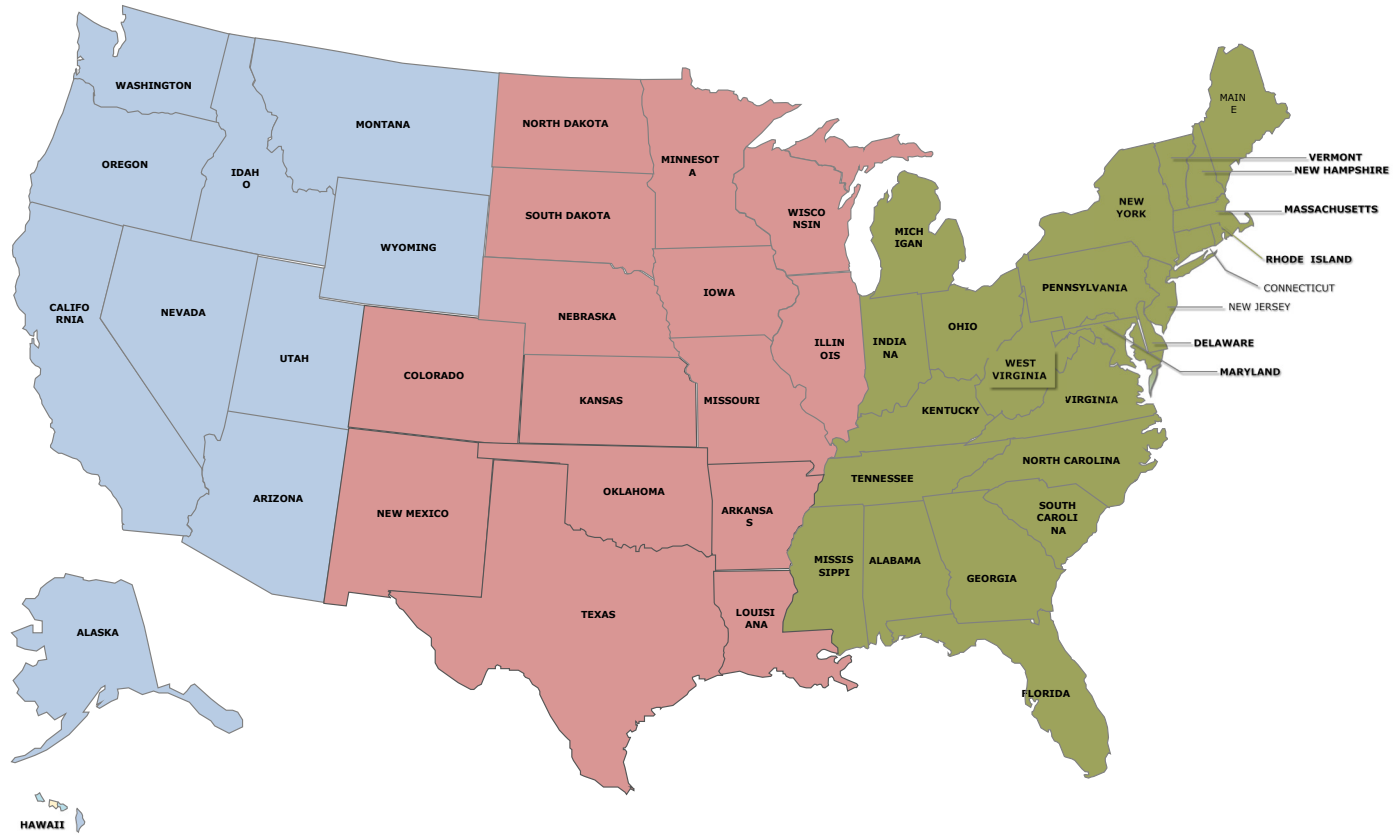 WASHINGTON
OREGON
IDAH
O
MONTANA
WYOMING
CALIFO
RNIA
NEVADA
UTAH
ARIZONA
ALASKA
HAWAII
NORTH DAKOTA
SOUTH DAKOTA
NEBRASKA
KANSAS
COLORADO
NEW MEXICO
OKLAHOMA
TEXAS
MINNESOT
A
IOWA
MISSOURI
ARKANSA
S
LOUISI
ANA
WISCO
NSIN
ILLIN
OIS
MICH
IGAN
INDIA
NA
OHIO
KENTUCKY
TENNESSEE
MISSIS
SIPPI
ALABAMA
GEORGIA
FLORIDA
SOUTH
CAROLI
NA
NORTH CAROLINA
VIRGINIA
WEST
VIRGINIA
PENNSYLVANIA
NEW
YORK
MAIN
E
VERMONT
NEW HAMPSHIRE
MASSACHUSETTS
RHODE ISLAND
CONNECTICUT
NEW JERSEY
DELAWARE
MARYLAND